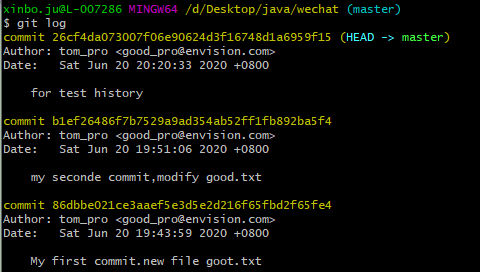 xinbo.ju@L-OO7286 MINGW64 /d/Desktop/java/wechat (master)
$ git log
commit 26cf4da073007f06e90624d3f16748d1a6959f15 (HEAD -> master)
Author: tom_pro <good_pro@envision.com>
Date:   Sat Jun 20 20:20:33 2020 +0800
for test history
commit b1ef26486f7b7529a9ad354ab52ff1fb892ba5f4
Author: tom_pro <good_pro@envision.com>
Date:   Sat Jun 20 19:51:06 2020 +0800
my seconde commit,modify good.txt
commit 86dbbe021ce3aaef5e3d5e2d216f65fbd2f65fe4
Author: tom_pro <good_pro@envision.com>
Date:   Sat Jun 20 19:43:59 2020 +0800
My first commit.new file goot.txt